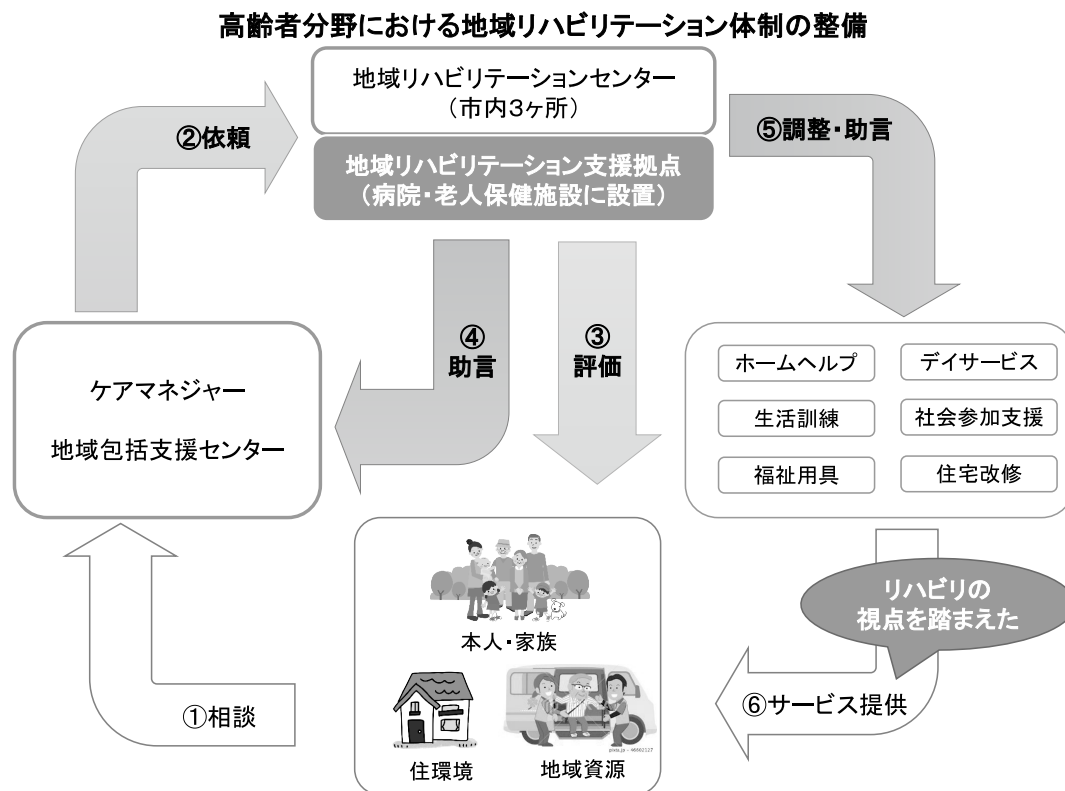 高齢者分野における地域リハビリテーション体制の整備
地域リハビリテーションセンター
（市内3ヶ所）
②依頼
⑤調整・助言
地域リハビリテーション支援拠点
（病院・老人保健施設に設置）
④
助言
③
評価
ケアマネジャー
地域包括支援センター
ホームヘルプ
デイサービス
生活訓練
社会参加支援
福祉用具
住宅改修
リハビリの
視点を踏まえた
本人・家族
①相談
⑥サービス提供
pixta.jp - 46602127
住環境
地域資源